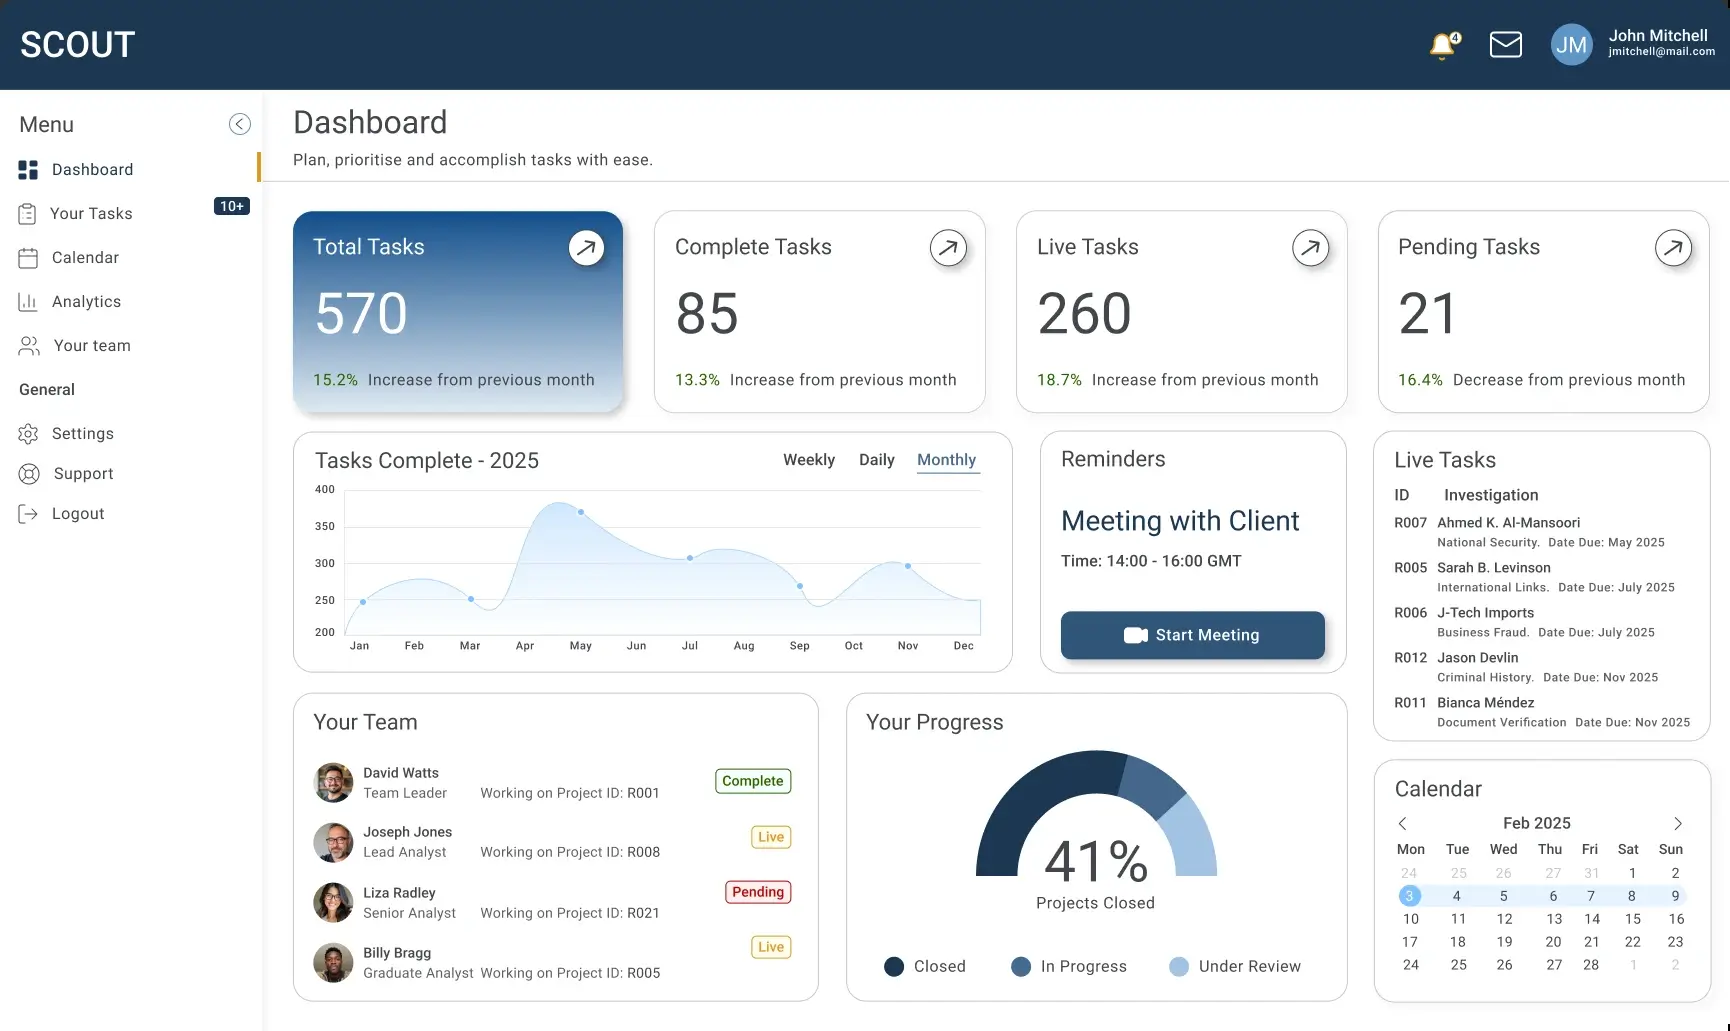 SCOUT
4
JM
John Mitchell
jmitchell@mail.com
Menu
Dashboard
Your Tasks
10+
Calendar
Analytics
Your team
General
Settings
Support
Logout
Dashboard
Plan, prioritise and accomplish tasks with ease.
Total Tasks
570
15.2% Increase from previous month
Complete Tasks
85
13.3% Increase from previous month
Live Tasks
260
18.7% Increase from previous month
Pending Tasks
21
16.4% Decrease from previous month
Tasks Complete - 2025
Weekly Daily Monthly
400
350
300
250
200
Jan Feb Mar Apr May Jun Jul Aug Sep Oct Nov Dec
Reminders
Meeting with Client
Time: 14:00 - 16:00 GMT
Start Meeting
Live Tasks
ID Investigation
R007 Ahmed K. Al-Mansoori
National Security. Date Due: May 2025
R005 Sarah B. Levinson
International Links. Date Due: July 2025
R006 J-Tech Imports
Business Fraud. Date Due: July 2025
R012 Jason Devlin
Criminal History. Date Due: Nov 2025
R011 Bianca Méndez
Document Verification Date Due: Nov 2025
Your Team
David Watts
Team Leader Working on Project ID: R001
Complete
Joseph Jones
Lead Analyst Working on Project ID: R008
Live
Liza Radley
Senior Analyst Working on Project ID: R021
Pending
Billy Bragg
Graduate Analyst Working on Project ID: R005
Live
Your Progress
41%
Projects Closed
Closed In Progress Under Review
Calendar
Feb 2025
Mon Tue Wed Thu Fri Sat Sun
24 25 26 27 31 1 2
3 4 5 6 7 8 9
10 11 12 13 14 15 16
17 18 19 20 21 22 23
24 25 26 27 28 1 2